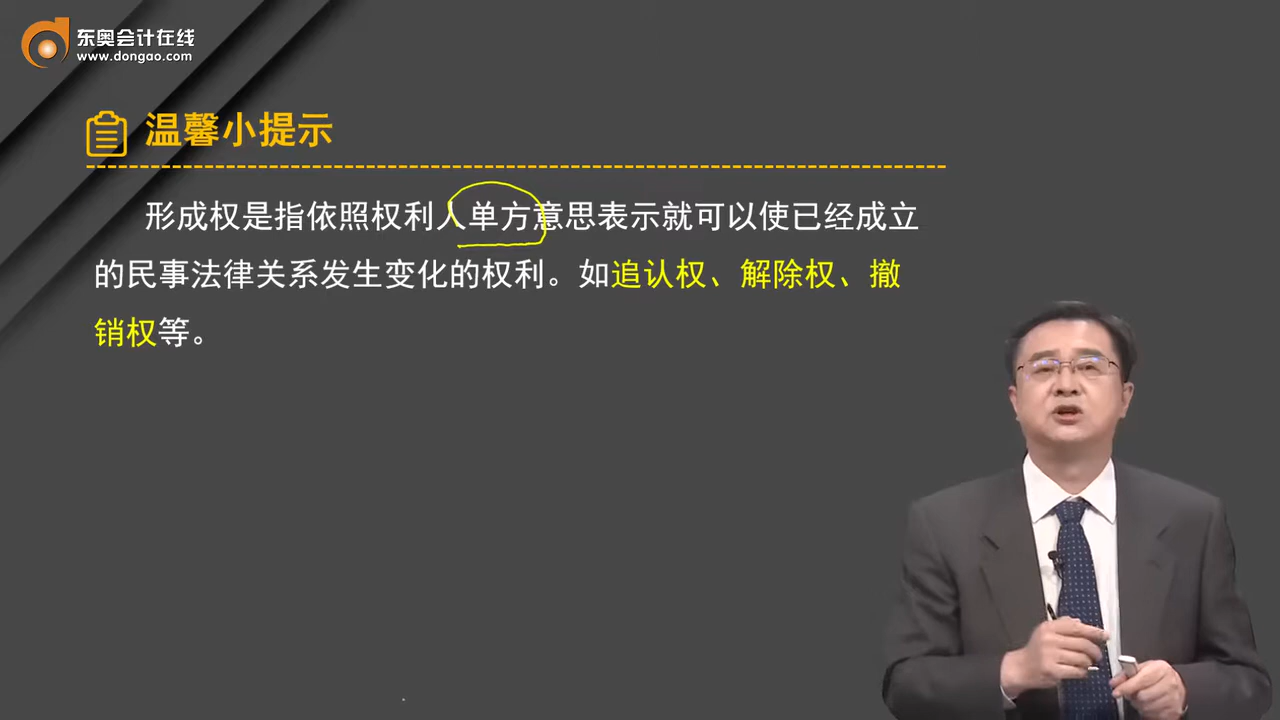 东奥会计在线
www.dongao.com
温馨小提示
形成权是指依照权利人单方意思表示就可以使已经成立
的民事法律关系发生变化的权利。如追认权、解除权、撤
销权等。